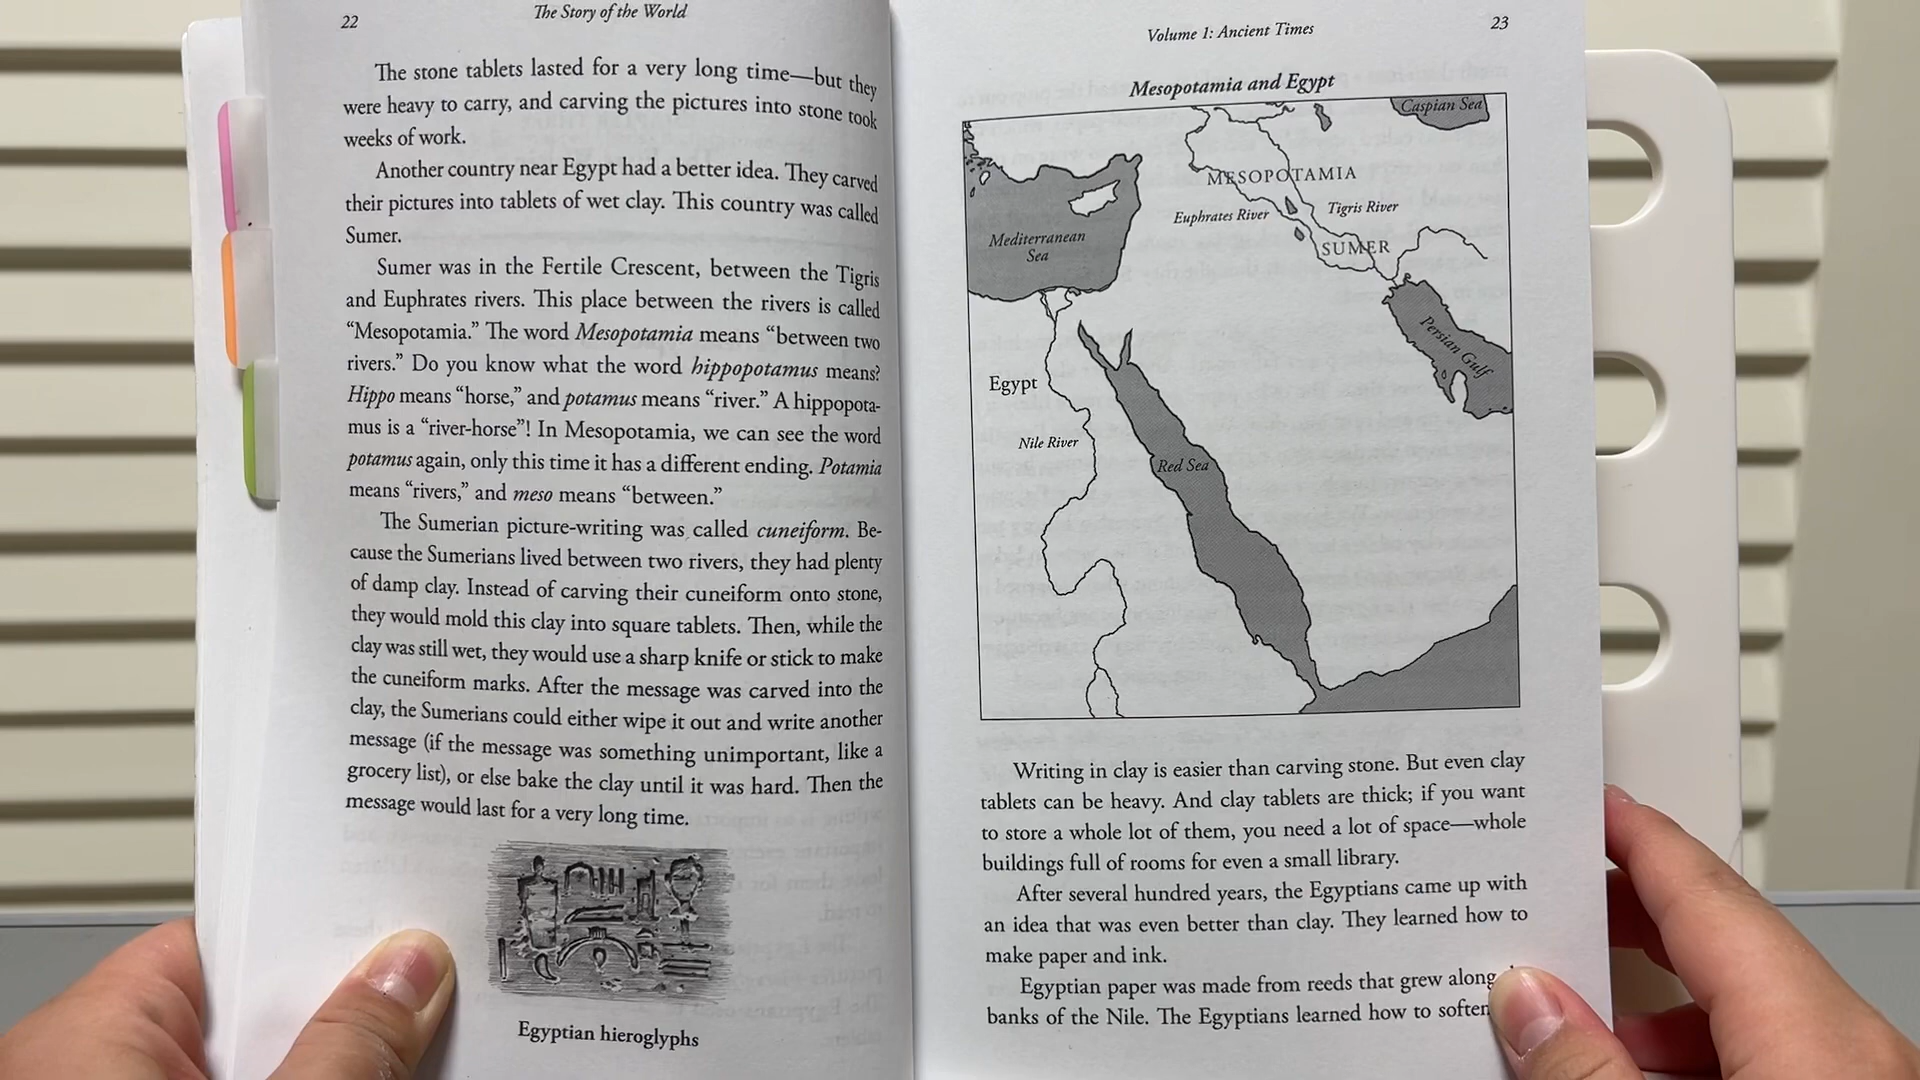 22
The Story of the World
The stone tablets lasted for a very long time—but they
were heavy to carry, and carving the pictures into stone took
weeks of work.
Another country near Egypt had a better idea. They carved
their pictures into tablets of wet clay. This country was called
Sumer.
Sumer was in the Fertile Crescent, between the Tigris
and Euphrates rivers. This place between the rivers is called
“Mesopotamia.” The word Mesopotamia means “between two
rivers.” Do you know what the word hippopotamus means?
Hippo means “horse,” and potamus means “river.” A hippopota-
mus is a “river-horse”! In Mesopotamia, we can see the word
potamus again, only this time it has a different ending. Potamia
means “rivers,” and meso means “between.”
The Sumerian picture-writing was called cuneiform. Be-
cause the Sumerians lived between two rivers, they had plenty
of damp clay. Instead of carving their cuneiform onto stone,
they would mold this clay into square tablets. Then, while the
clay was still wet, they would use a sharp knife or stick to make
the cuneiform marks. After the message was carved into the
clay, the Sumerians could either wipe it out and write another
message (if the message was something unimportant, like a
grocery list), or else bake the clay until it was hard. Then the
message would last for a very long time.
Egyptian hieroglyphs
Volume 1: Ancient Times
23
Mesopotamia and Egypt
Caspian Sea
MESOPOTAMIA
Euphrates River
Tigris River
Mediterranean
Sea
SUMER
Persian Gulf
Egypt
Nile River
Red Sea
Writing in clay is easier than carving stone. But even clay
tablets can be heavy. And clay tablets are thick; if you want
to store a whole lot of them, you need a lot of space—whole
buildings full of rooms for even a small library.
After several hundred years, the Egyptians came up with
an idea that was even better than clay. They learned how to
make paper and ink.
Egyptian paper was made from reeds that grew along
banks of the Nile. The Egyptians learned how to soften